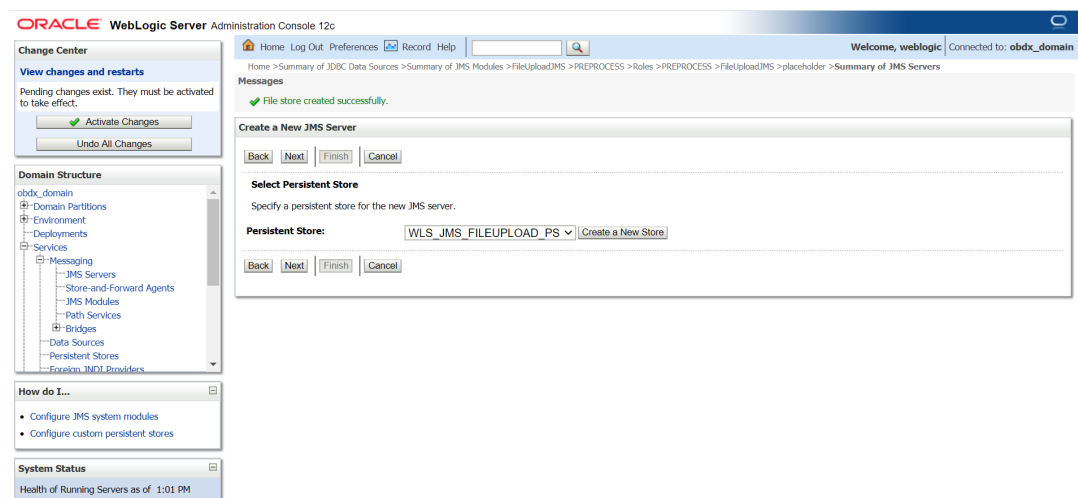 ORACLE WebLogic Server Administration Console 12c
Change Center
View changes and restarts
Pending changes exist. They must be activated
to take effect.
Activate Changes
Undo All Changes
Domain Structure
obdx_domain
Domain Partitions
Environment
Deployments
Services
Messaging
JMS Servers
Store-and-Forward Agents
JMS Modules
Path Services
Bridges
Data Sources
Persistent Stores
Foreign JNDI Providers
How do I...
Configure JMS system modules
Configure custom persistent stores
System Status
Health of Running Servers as of 1:01 PM
Home Log Out Preferences Record Help
Welcome, weblogic Connected to: obdx_domain
Home >Summary of JDBC Data Sources >Summary of JMS Modules >FileUploadJMS >PREPROCESS >Roles >PREPROCESS >FileUploadJMS >placeholder >Summary of JMS Servers
Messages
File store created successfully.
Create a New JMS Server
Back Next Finish Cancel
Select Persistent Store
Specify a persistent store for the new JMS server.
Persistent Store: WLS_JMS_FILEUPLOAD_PS Create a New Store
Back Next Finish Cancel